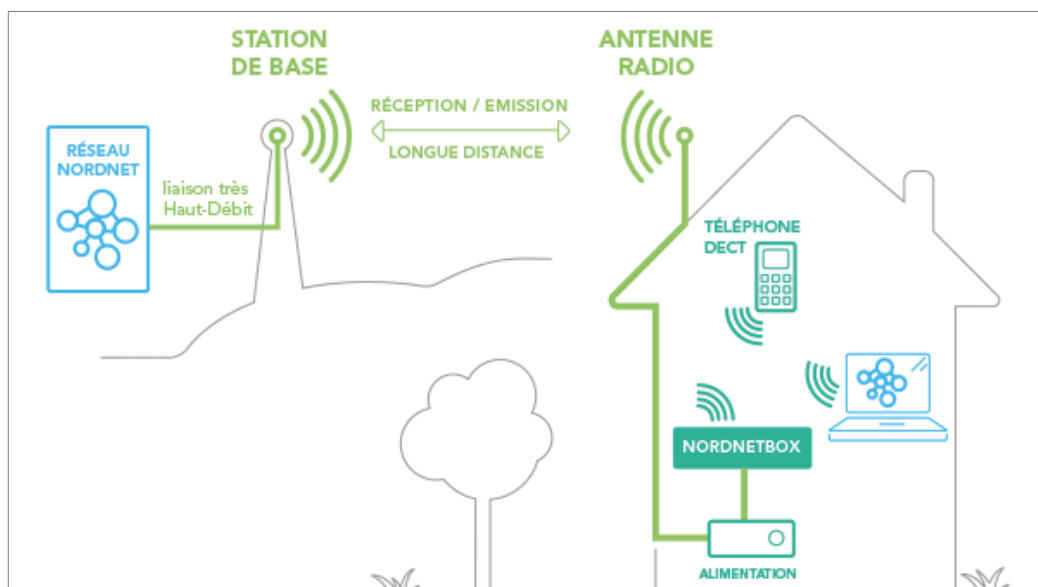 STATION
DE BASE
ANTENNE
RADIO
RÉCEPTION / EMISSION
LONGUE DISTANCE
RÉSEAU
NORDNET
liaison très
Haut-Débit
TÉLÉPHONE
DECT
NORDNETBOX
ALIMENTATION